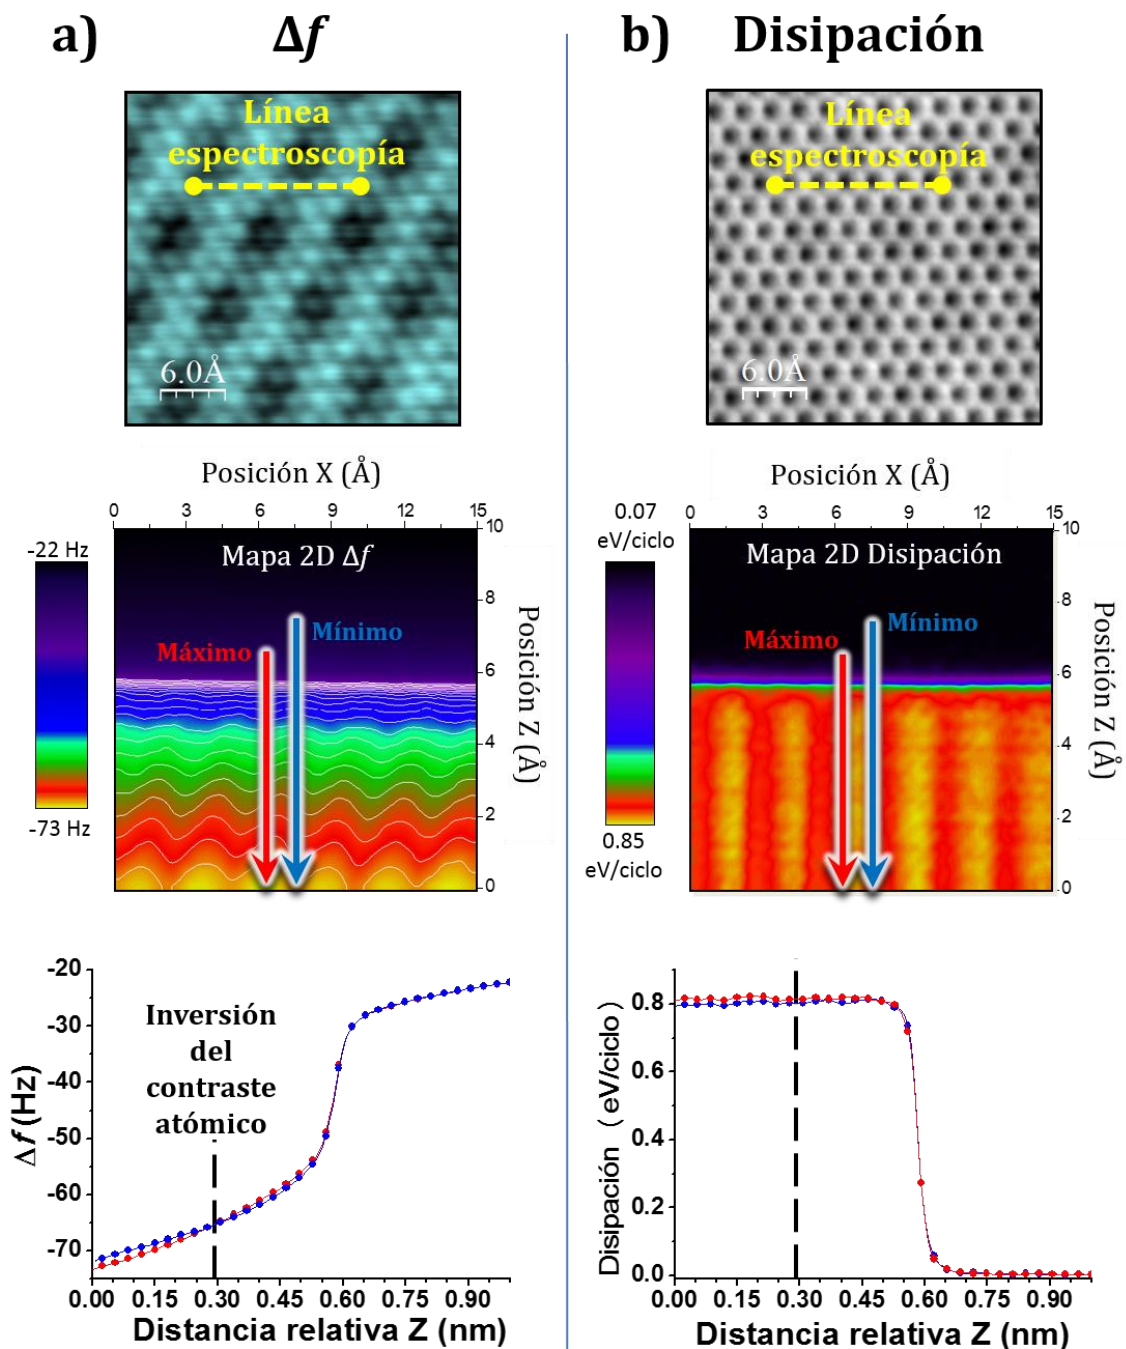 a)
Δf
Línea
espectroscopía
6.0Å
Posición X (Å)
0 3 6 9 12 15
-22 Hz
-73 Hz
Mapa 2D Δf
Máximo
Mínimo
10
8
6
4
2
0
Posición Z (Å)
-20
-30
-40
-50
-60
-70
Δf (Hz)
Inversión
del
contraste
atómico
0.00 0.15 0.30 0.45 0.60 0.75 0.90
Distancia relativa Z (nm)
b)
Disipación
Línea
espectroscopía
6.0Å
Posición X (Å)
0 3 6 9 12 15
0.07
eV/ciclo
0.85
eV/ciclo
Mapa 2D Disipación
Máximo
Mínimo
10
8
6
4
2
0
Posición Z (Å)
0.8
0.6
0.4
0.2
0.0
Disipación ( eV/ciclo)
0.00 0.15 0.30 0.45 0.60 0.75 0.90
Distancia relativa Z (nm)